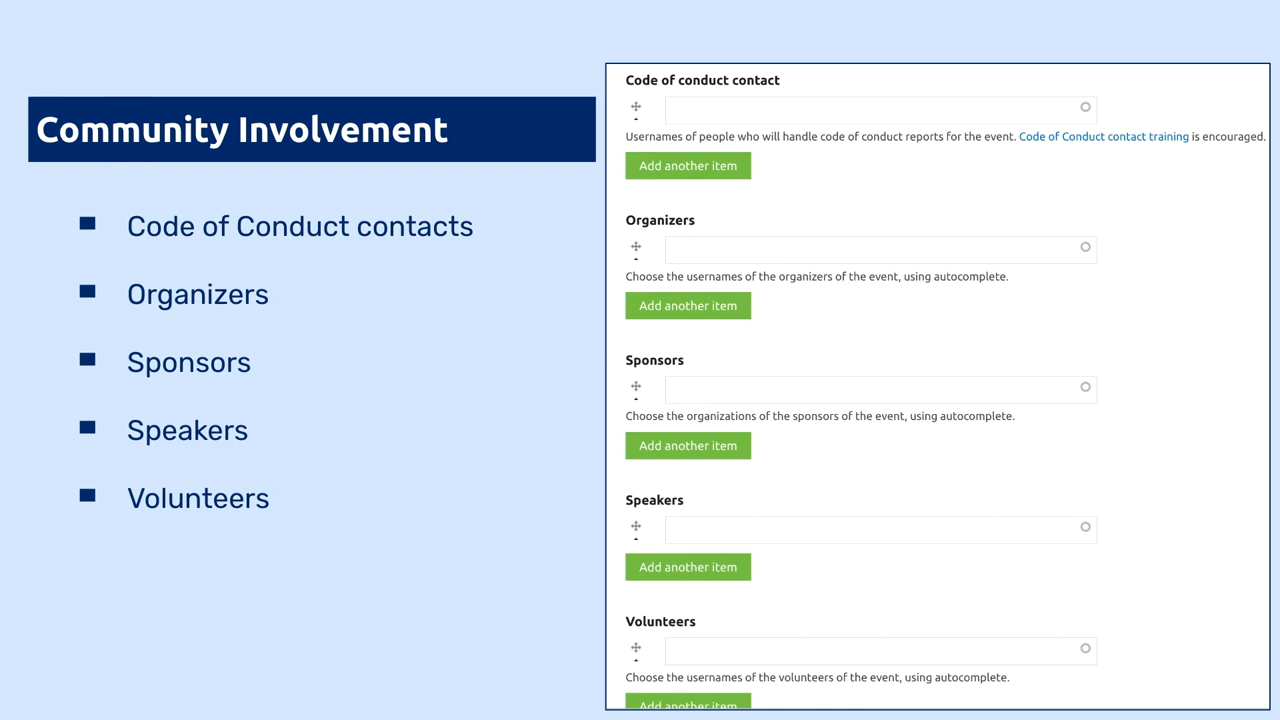 Community Involvement
Code of Conduct contacts
Organizers
Sponsors
Speakers
Volunteers
Code of conduct contact
Usernames of people who will handle code of conduct reports for the event. Code of Conduct contact training is encouraged.
Add another item
Organizers
Choose the usernames of the organizers of the event, using autocomplete.
Add another item
Sponsors
Choose the organizations of the sponsors of the event, using autocomplete.
Add another item
Speakers
Add another item
Volunteers
Choose the usernames of the volunteers of the event, using autocomplete.
Add another item